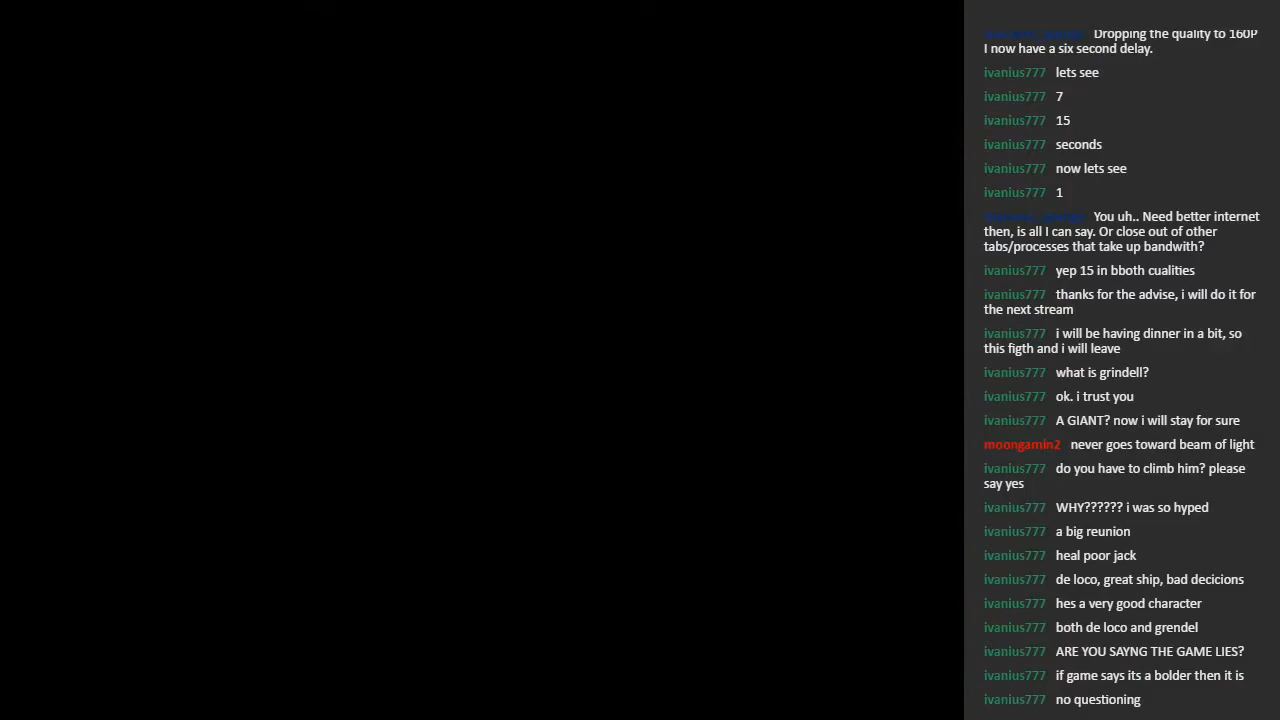 Dropping the quality to 160P
I now have a six second delay.
ivanius777 lets see
ivanius777 7
ivanius777 15
ivanius777 seconds
ivanius777 now lets see
ivanius777 1
You uh.. Need better internet
then, is all I can say. Or close out of other
tabs/processes that take up bandwith?
ivanius777 yep 15 in bboth cualities
ivanius777 thanks for the advise, i will do it for
the next stream
ivanius777 i will be having dinner in a bit, so
this figth and i will leave
ivanius777 what is grindell?
ivanius777 ok. i trust you
ivanius777 A GIANT? now i will stay for sure
moongamin2 never goes toward beam of light
ivanius777 do you have to climb him? please
say yes
ivanius777 WHY?????? i was so hyped
ivanius777 a big reunion
ivanius777 heal poor jack
ivanius777 de loco, great ship, bad decicions
ivanius777 hes a very good character
ivanius777 both de loco and grendel
ivanius777 ARE YOU SAYNG THE GAME LIES?
ivanius777 if game says its a bolder then it is
ivanius777 no questioning